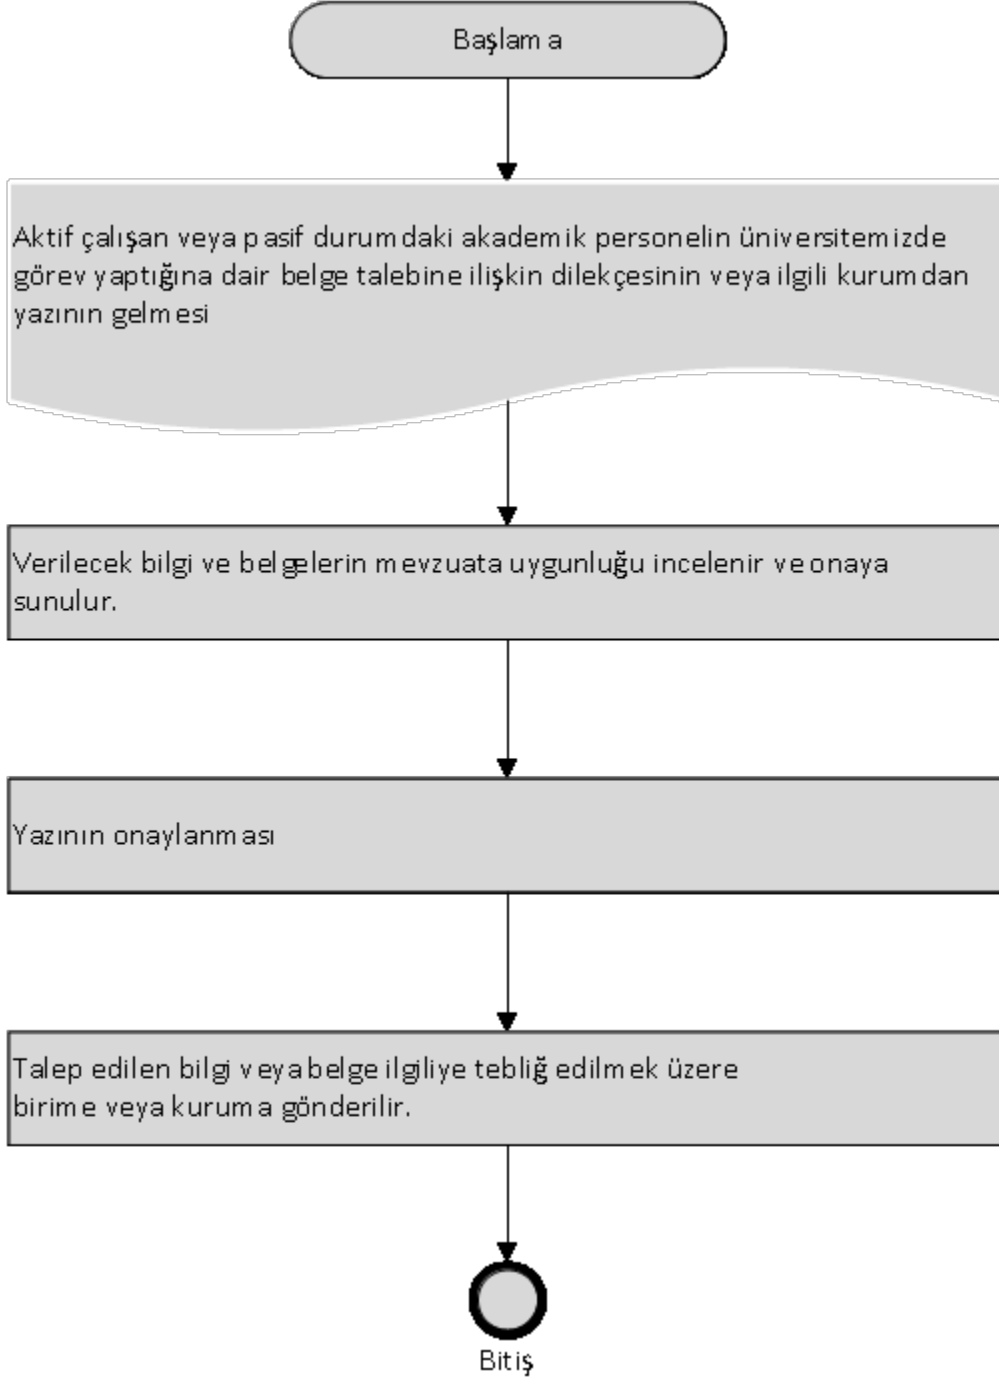 Başlama
Aktif çalışan veya pasif durumdaki akademik personelin üniversitemizde
görev yaptığına dair belge talebine ilişkin dilekçesinin veya ilgili kurumdan
yazının gelmesi
Verilecek bilgi ve belgelerin mevzuata uygunluğu incelenir ve onaya
sunulur.
Yazının onaylanması
Talep edilen bilgi veya belge ilgiliye tebliğ edilmek üzere
birime veya kuruma gönderilir.
Bitiş